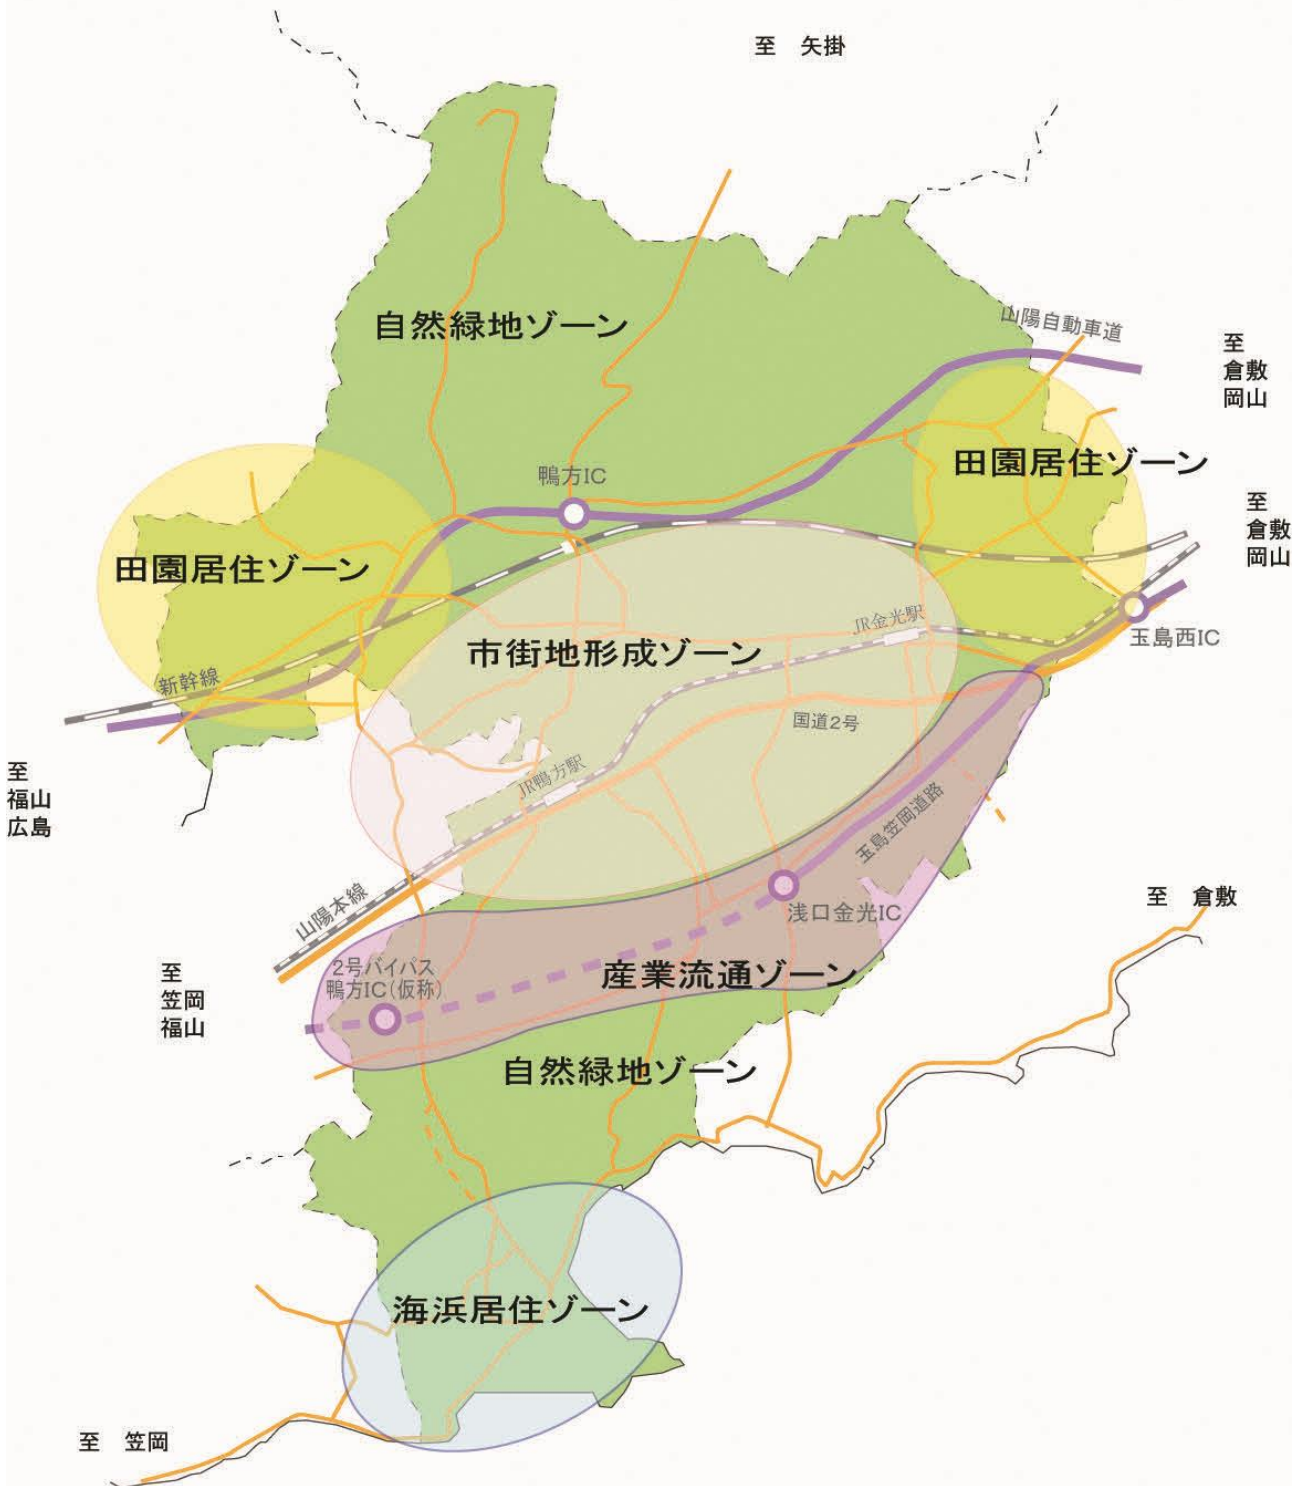 至　矢掛
山陽自動車道
自然緑地ゾーン
至
倉敷
岡山
田園居住ゾーン
鴨方IC
至
倉敷
岡山
田園居住ゾーン
JR金光駅
玉島西IC
市街地形成ゾーン
新幹線
国道2号
JR鴨方駅
至
福山
広島
玉島笠岡道路
至　倉敷
山陽本線
浅口金光IC
2号バイパス
鴨方IC(仮称)
産業流通ゾーン
至
笠岡
福山
自然緑地ゾーン
海浜居住ゾーン
至　笠岡